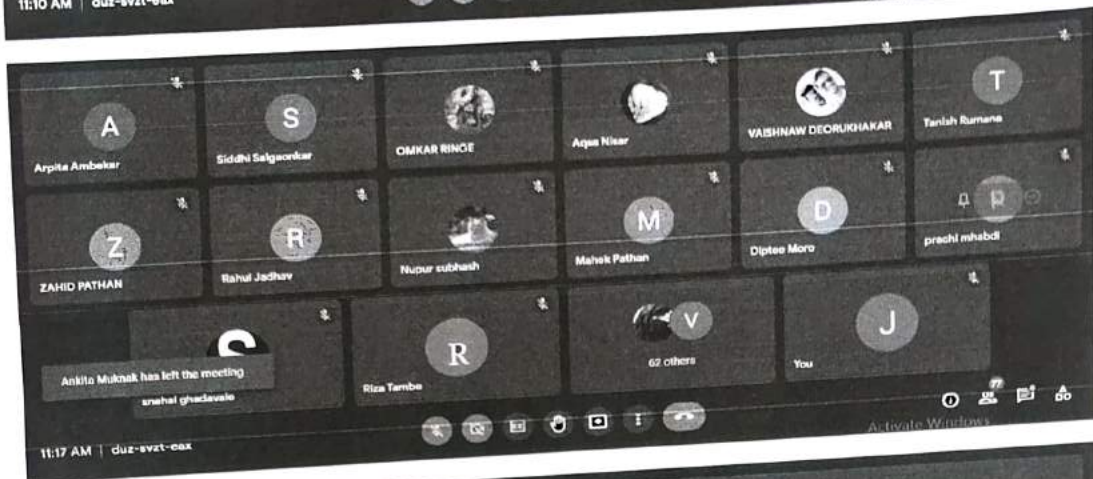 11:10 AM | duz-svzt-eax
A
Arpita Ambekar
S
Siddhi Salgaonkar
OMKAR RINGE
Aqsa Nisar
VAISHNAW DEORUKHAKAR
T
Tanish Rumane
Z
ZAHID PATHAN
R
Rahul Jadhav
Nupur subhash
M
Mahek Pathan
D
Diptee More
P
prachi mhabdi
S
Ankita Muknak has left the meeting
snehal ghadavale
R
Riza Tambe
V
62 others
J
You
77
Activate Windows
11:17 AM | duz-svzt-eax